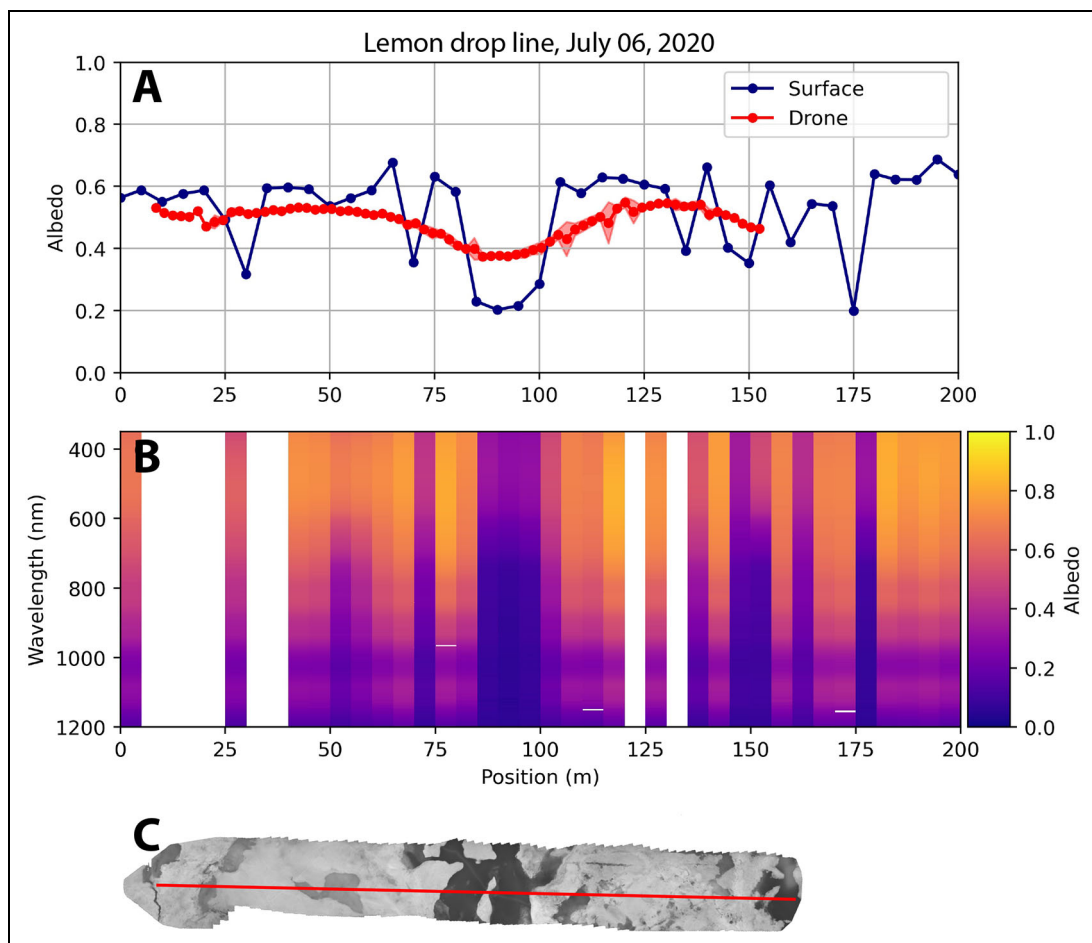 Lemon drop line, July 06, 2020
A
Surface
Drone
Albedo
1.0
0.8
0.6
0.4
0.2
0.0
0 25 50 75 100 125 150 175 200
B
Wavelength (nm)
400
600
800
1000
1200
0 25 50 75 100 125 150 175 200
Position (m)
1.0
0.8
0.6
0.4
0.2
0.0
Albedo
C